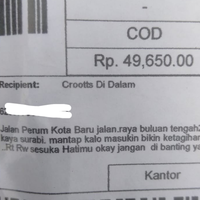 -
COD
Rp. 49,650.00
Recipient: Crootts Di Dalam
Jalan Perum Kota Baru jalan.raya buluan tengah
kaya surabi, mantap kalo masukin bikin ketagihan
Rw sesuka Hatimu okay jangan di banting ya
Kantor